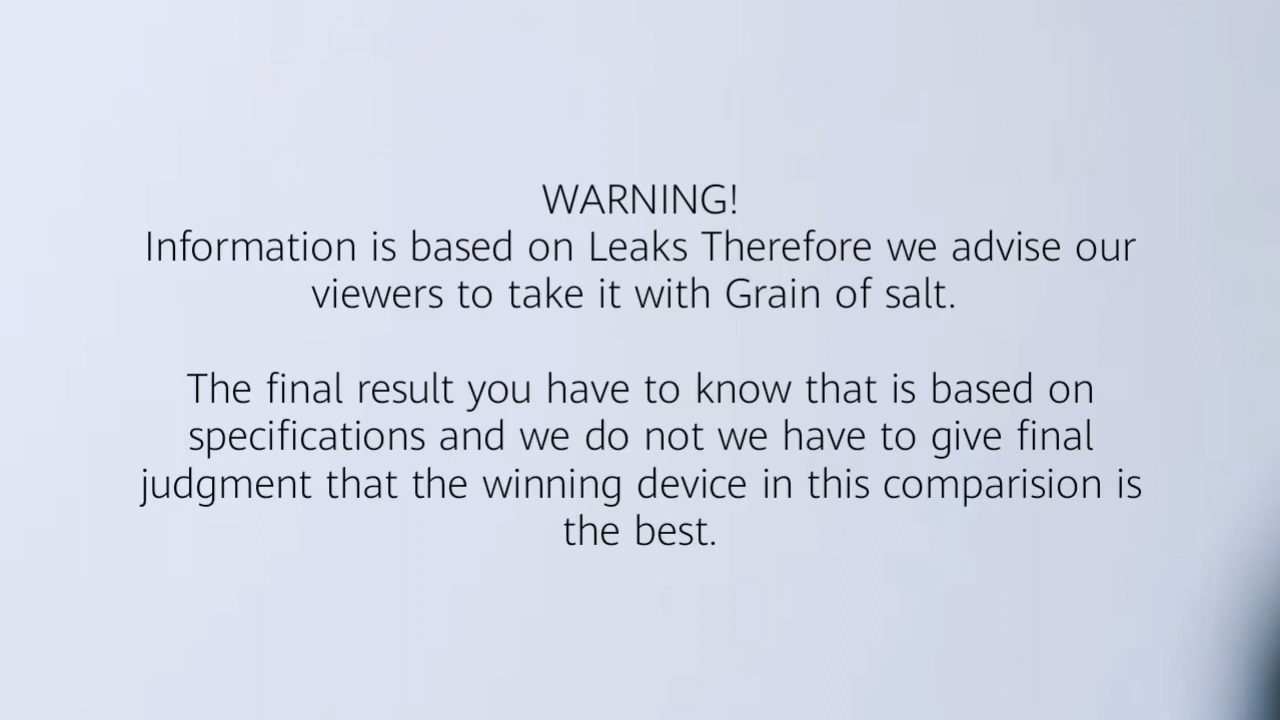 WARNING!
Information is based on Leaks Therefore we advise our
viewers to take it with Grain of salt.
The final result you have to know that is based on
specifications and we do not we have to give final
judgment that the winning device in this comparision is
the best.